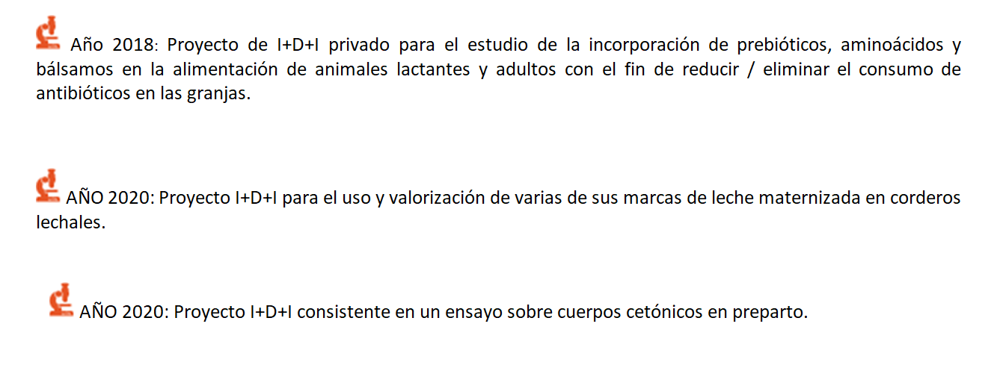 Año 2018: Proyecto de I+D+I privado para el estudio de la incorporación de prebióticos, aminoácidos y
bálsamos en la alimentación de animales lactantes y adultos con el fin de reducir / eliminar el consumo de
antibióticos en las granjas.
AÑO 2020: Proyecto I+D+I para el uso y valorización de varias de sus marcas de leche maternizada en corderos
lechales.
AÑO 2020: Proyecto I+D+I consistente en un ensayo sobre cuerpos cetónicos en preparto.